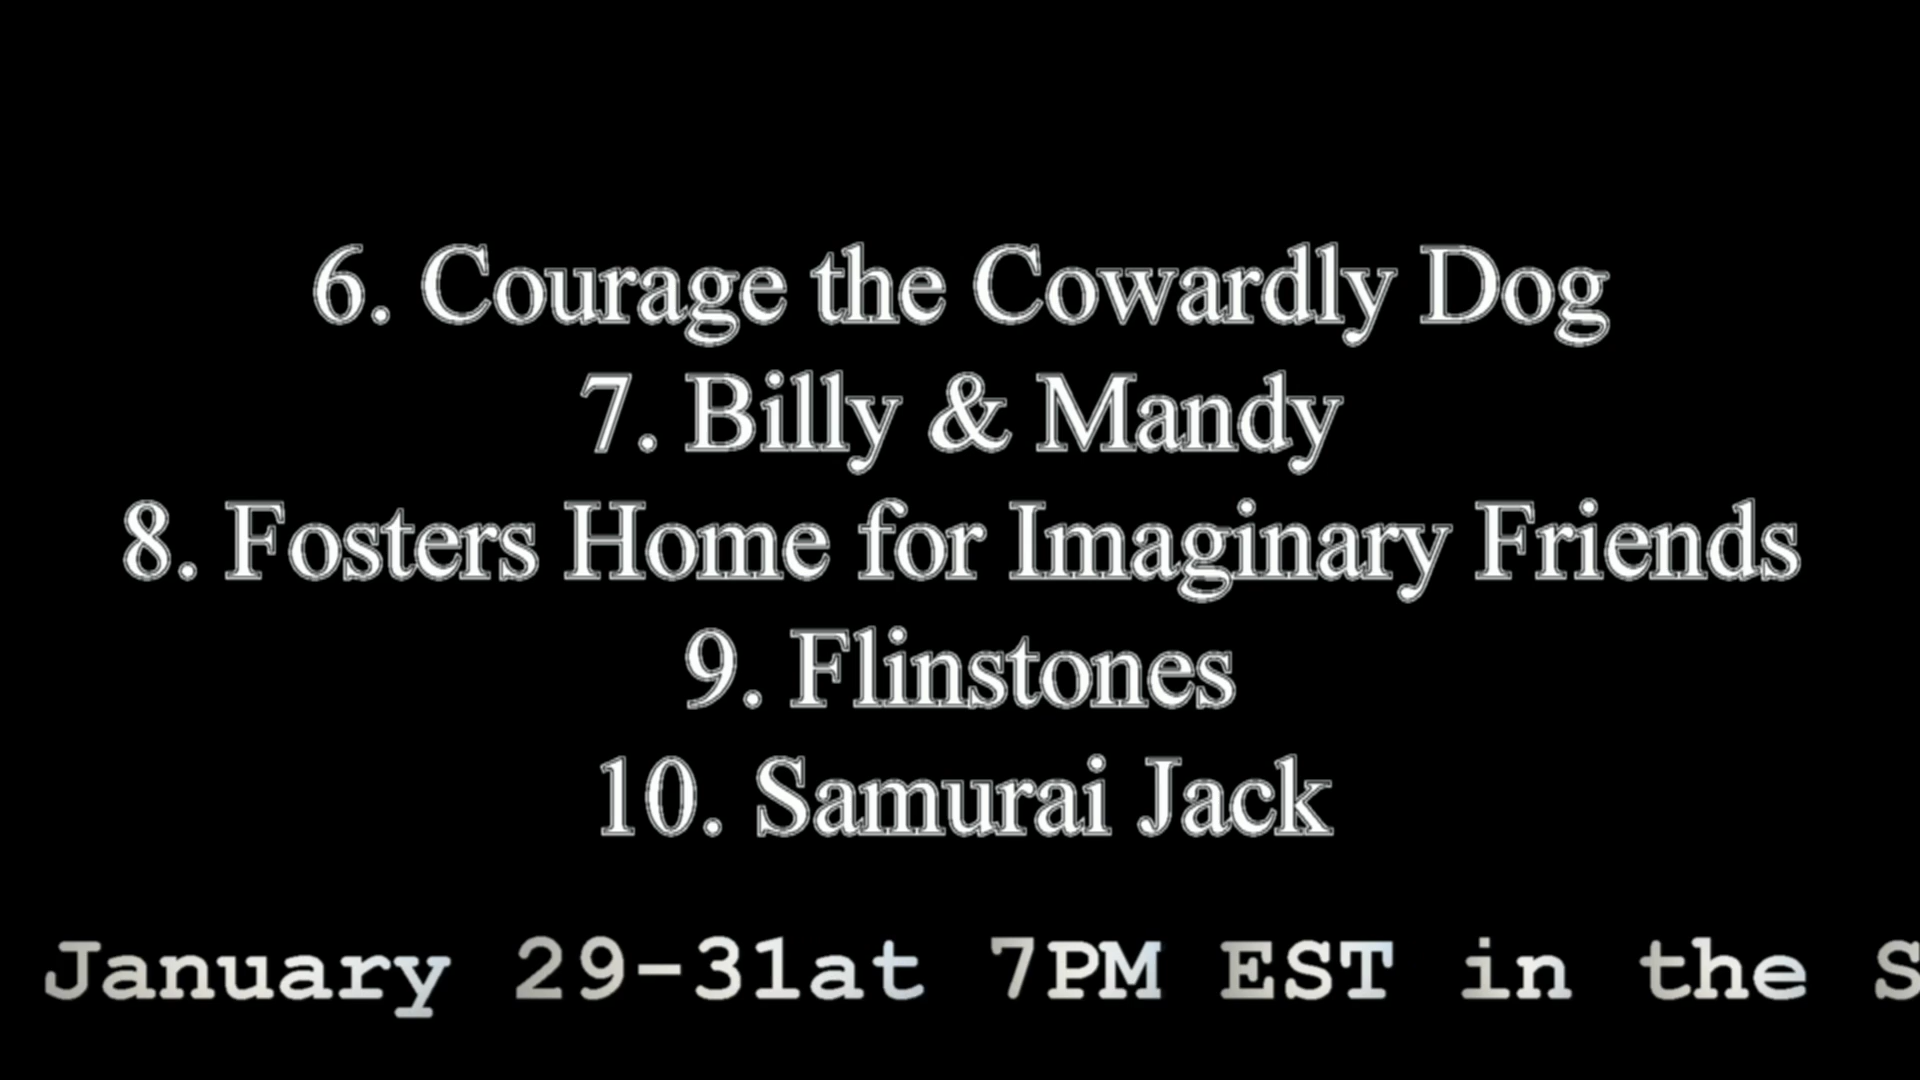 6. Courage the Cowardly Dog
7. Billy & Mandy
8. Fosters Home for Imaginary Friends
9. Flinstones
10. Samurai Jack
January 29-31at 7PM EST in the S